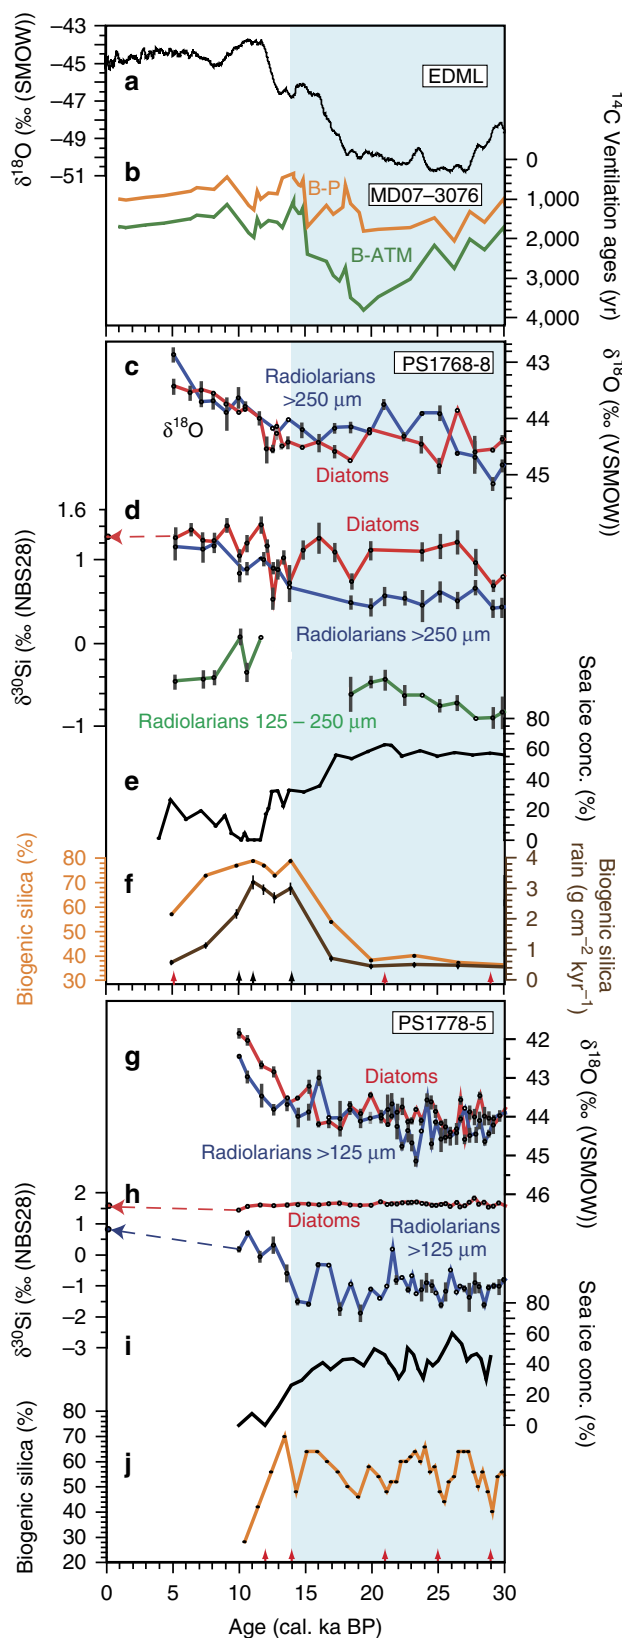 −43
−45
−47
−49
−51
δ18O (‰ (SMOW))
a
EDML
0
1,000
2,000
3,000
4,000
14C Ventilation ages (yr)
b
B-P
MD07–3076
B-ATM
c
Radiolarians
>250 µm
PS1768-8
δ18O
Diatoms
43
44
45
δ18O (‰ (VSMOW))
d
1.6
1
0
−1
δ30Si (‰ (NBS28))
Diatoms
Radiolarians >250 µm
Radiolarians 125 – 250 µm
e
80
60
40
20
0
Sea ice conc. (%)
f
80
70
60
50
40
30
Biogenic silica (%)
4
3
2
1
0
Biogenic silica
rain (g cm−2 kyr−1)
g
PS1778-5
Diatoms
Radiolarians >125 µm
42
43
44
45
46
δ18O (‰ (VSMOW))
h
2
1
0
−1
−2
−3
δ30Si (‰ (NBS28))
Diatoms
Radiolarians
>125 µm
i
80
60
40
20
0
Sea ice conc. (%)
j
80
70
60
50
40
30
20
Biogenic silica (%)
0
5
10
15
20
25
30
Age (cal. ka BP)